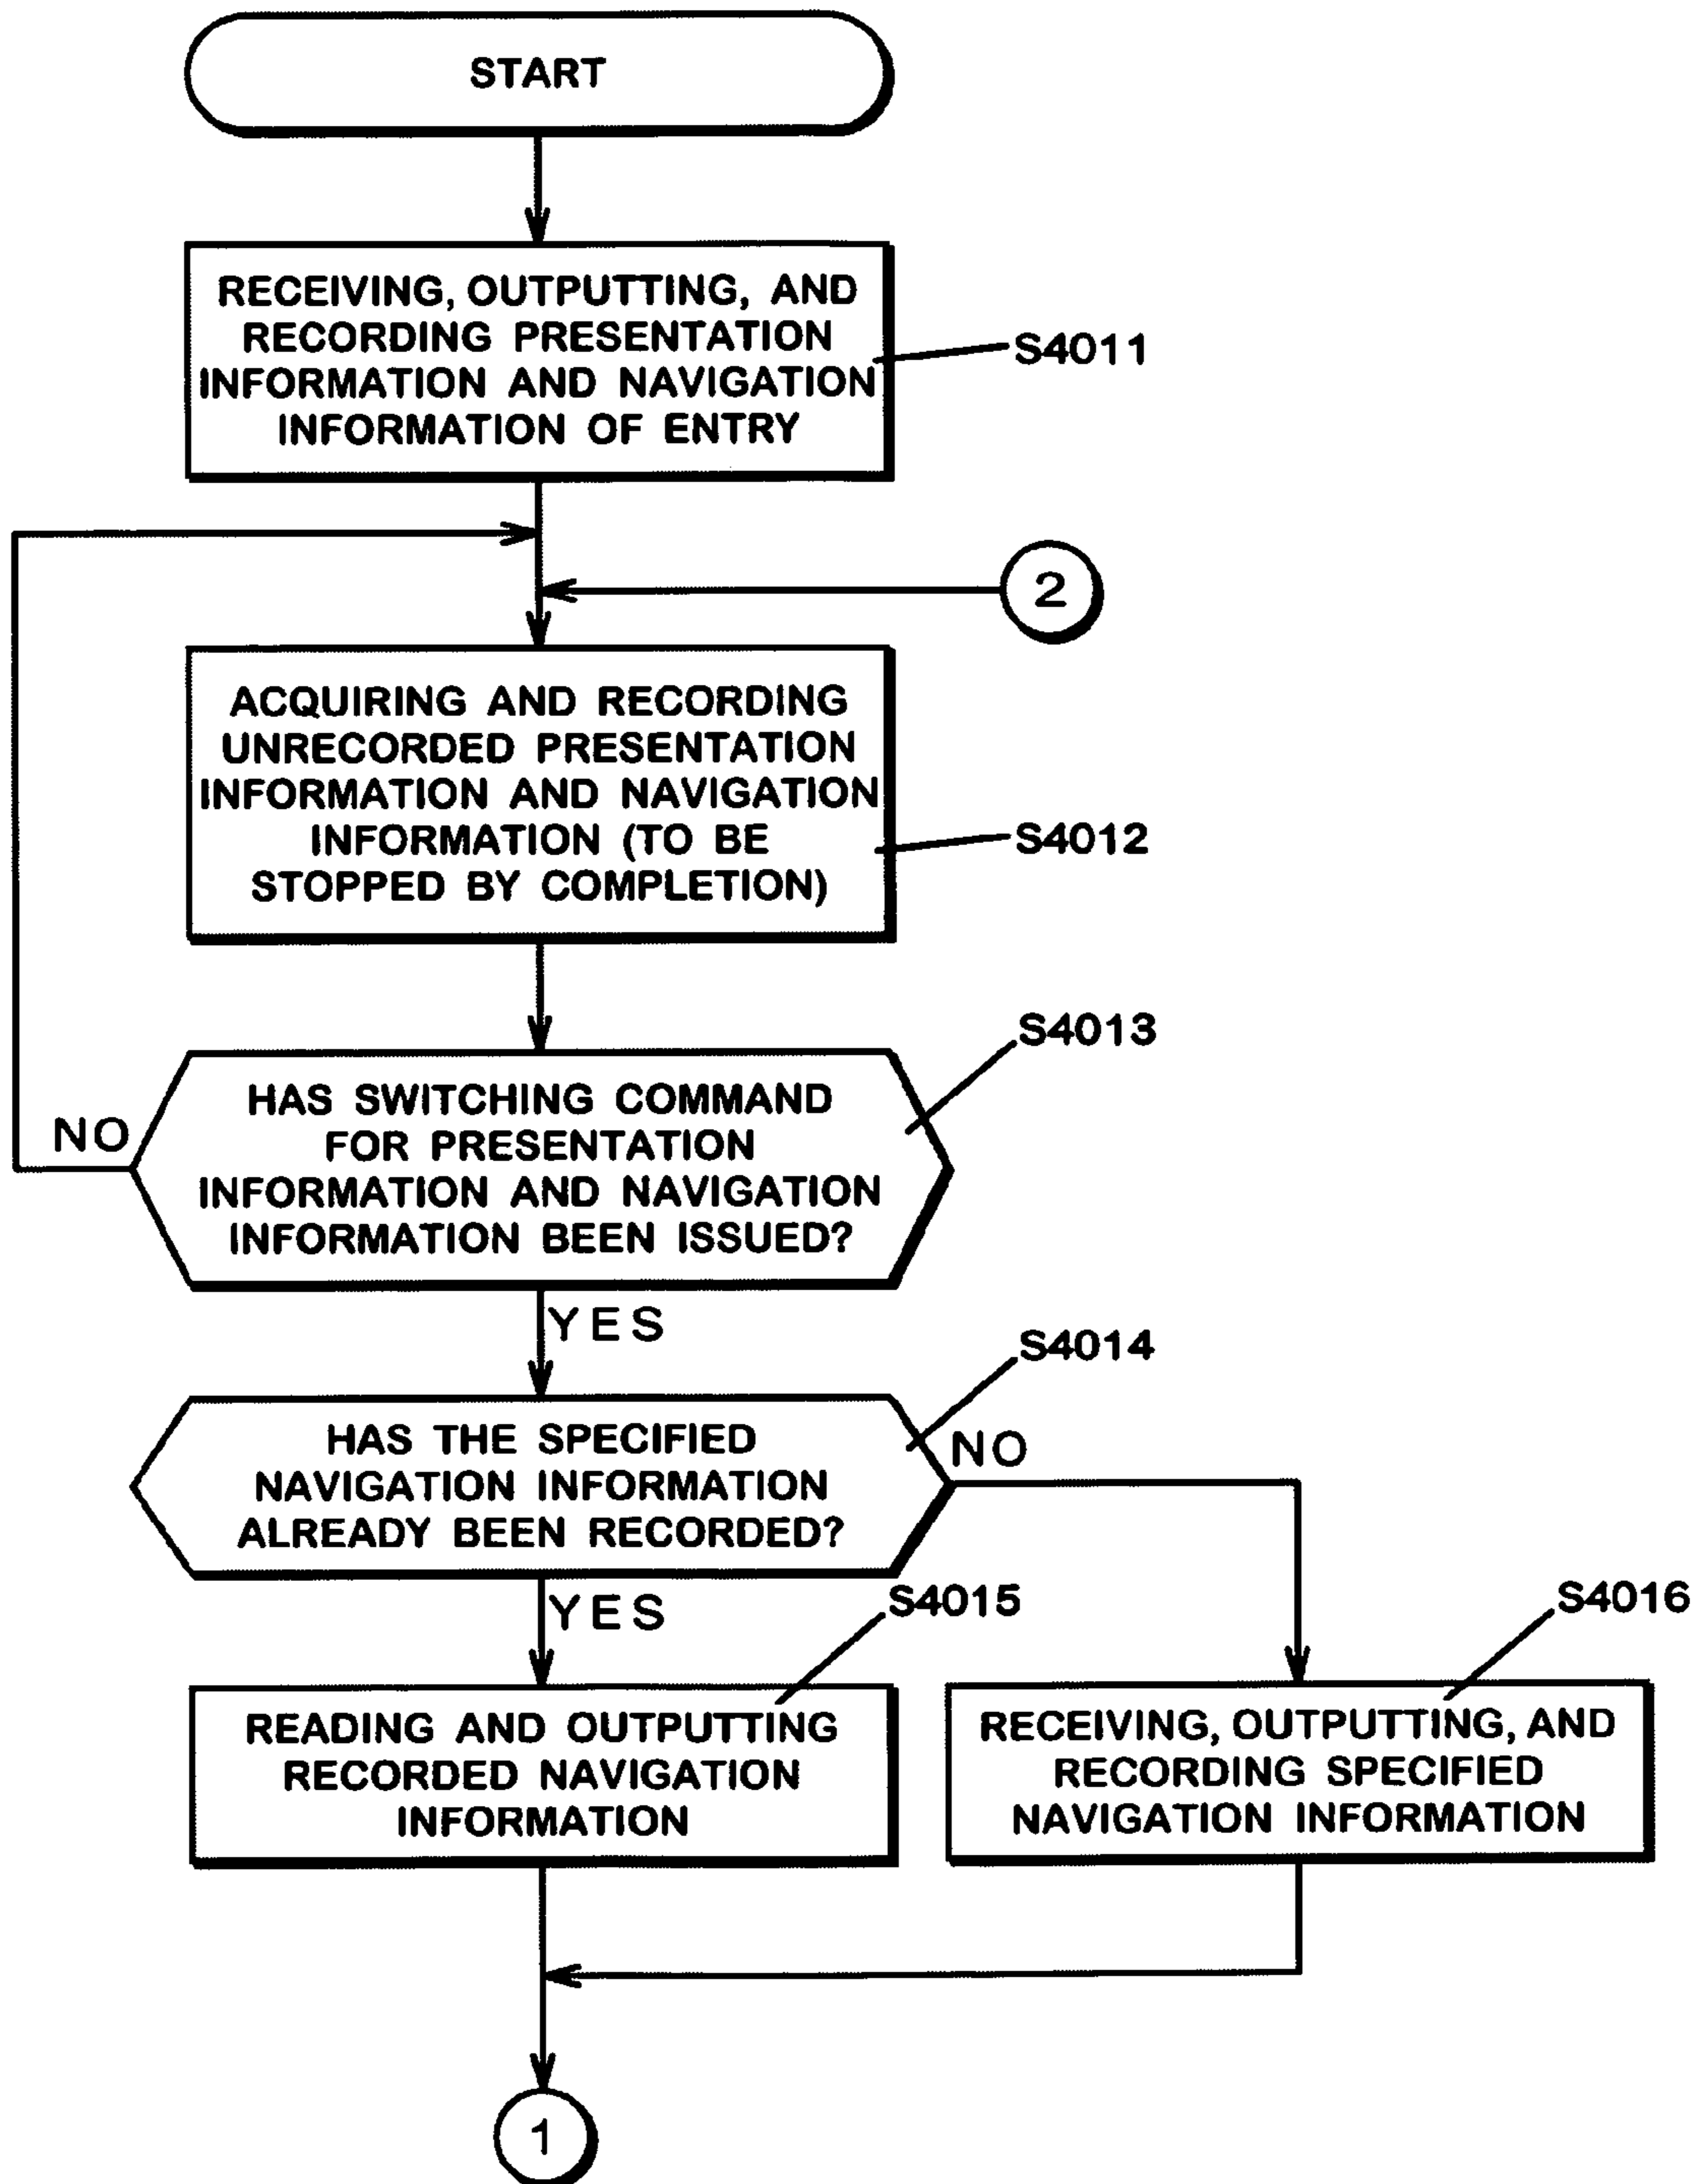 START
RECEIVING, OUTPUTTING, AND
RECORDING PRESENTATION
INFORMATION AND NAVIGATION
INFORMATION OF ENTRY
S4011
2
ACQUIRING AND RECORDING
UNRECORDED PRESENTATION
INFORMATION AND NAVIGATION
INFORMATION (TO BE
STOPPED BY COMPLETION)
S4012
S4013
HAS SWITCHING COMMAND
FOR PRESENTATION
INFORMATION AND NAVIGATION
INFORMATION BEEN ISSUED?
NO
YES
S4014
HAS THE SPECIFIED
NAVIGATION INFORMATION
ALREADY BEEN RECORDED?
NO
YES
S4015
READING AND OUTPUTTING
RECORDED NAVIGATION
INFORMATION
S4016
RECEIVING, OUTPUTTING, AND
RECORDING SPECIFIED
NAVIGATION INFORMATION
1